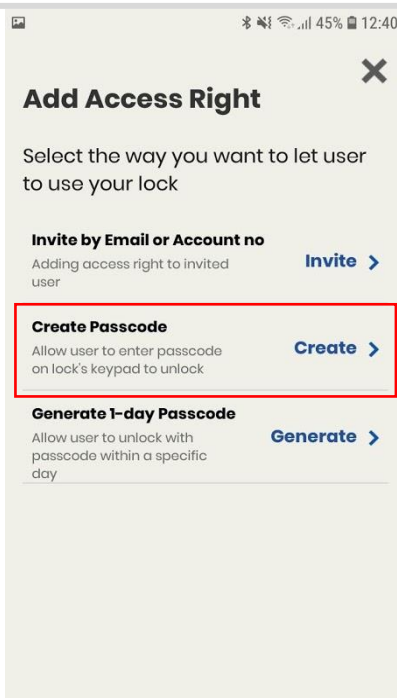 45% 12:40
Add Access Right
Select the way you want to let user
to use your lock
Invite by Email or Account no
Adding access right to invited
user
Invite
Create Passcode
Allow user to enter passcode
on lock's keypad to unlock
Create
Generate 1-day Passcode
Allow user to unlock with
passcode within a specific
day
Generate